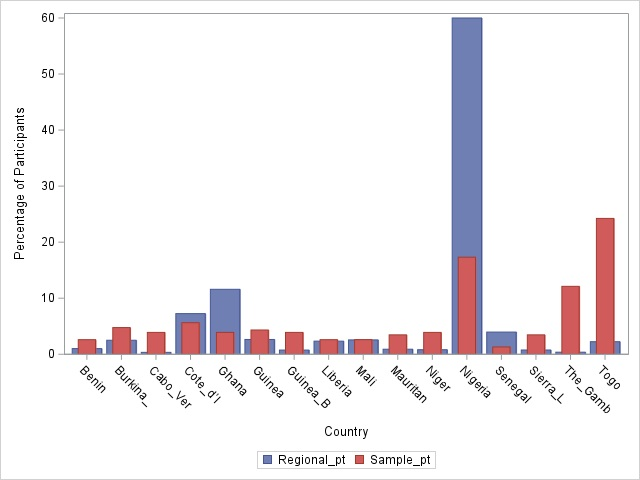 60
50
40
30
20
10
0
Percentage of Participants
Benin
Burkina_
Cabo_Ver
Cote_d'I
Ghana
Guinea
Guinea_B
Liberia
Mali
Mauritan
Niger
Nigeria
Senegal
Sierra_L
The_Gamb
Togo
Country
Regional_pt Sample_pt